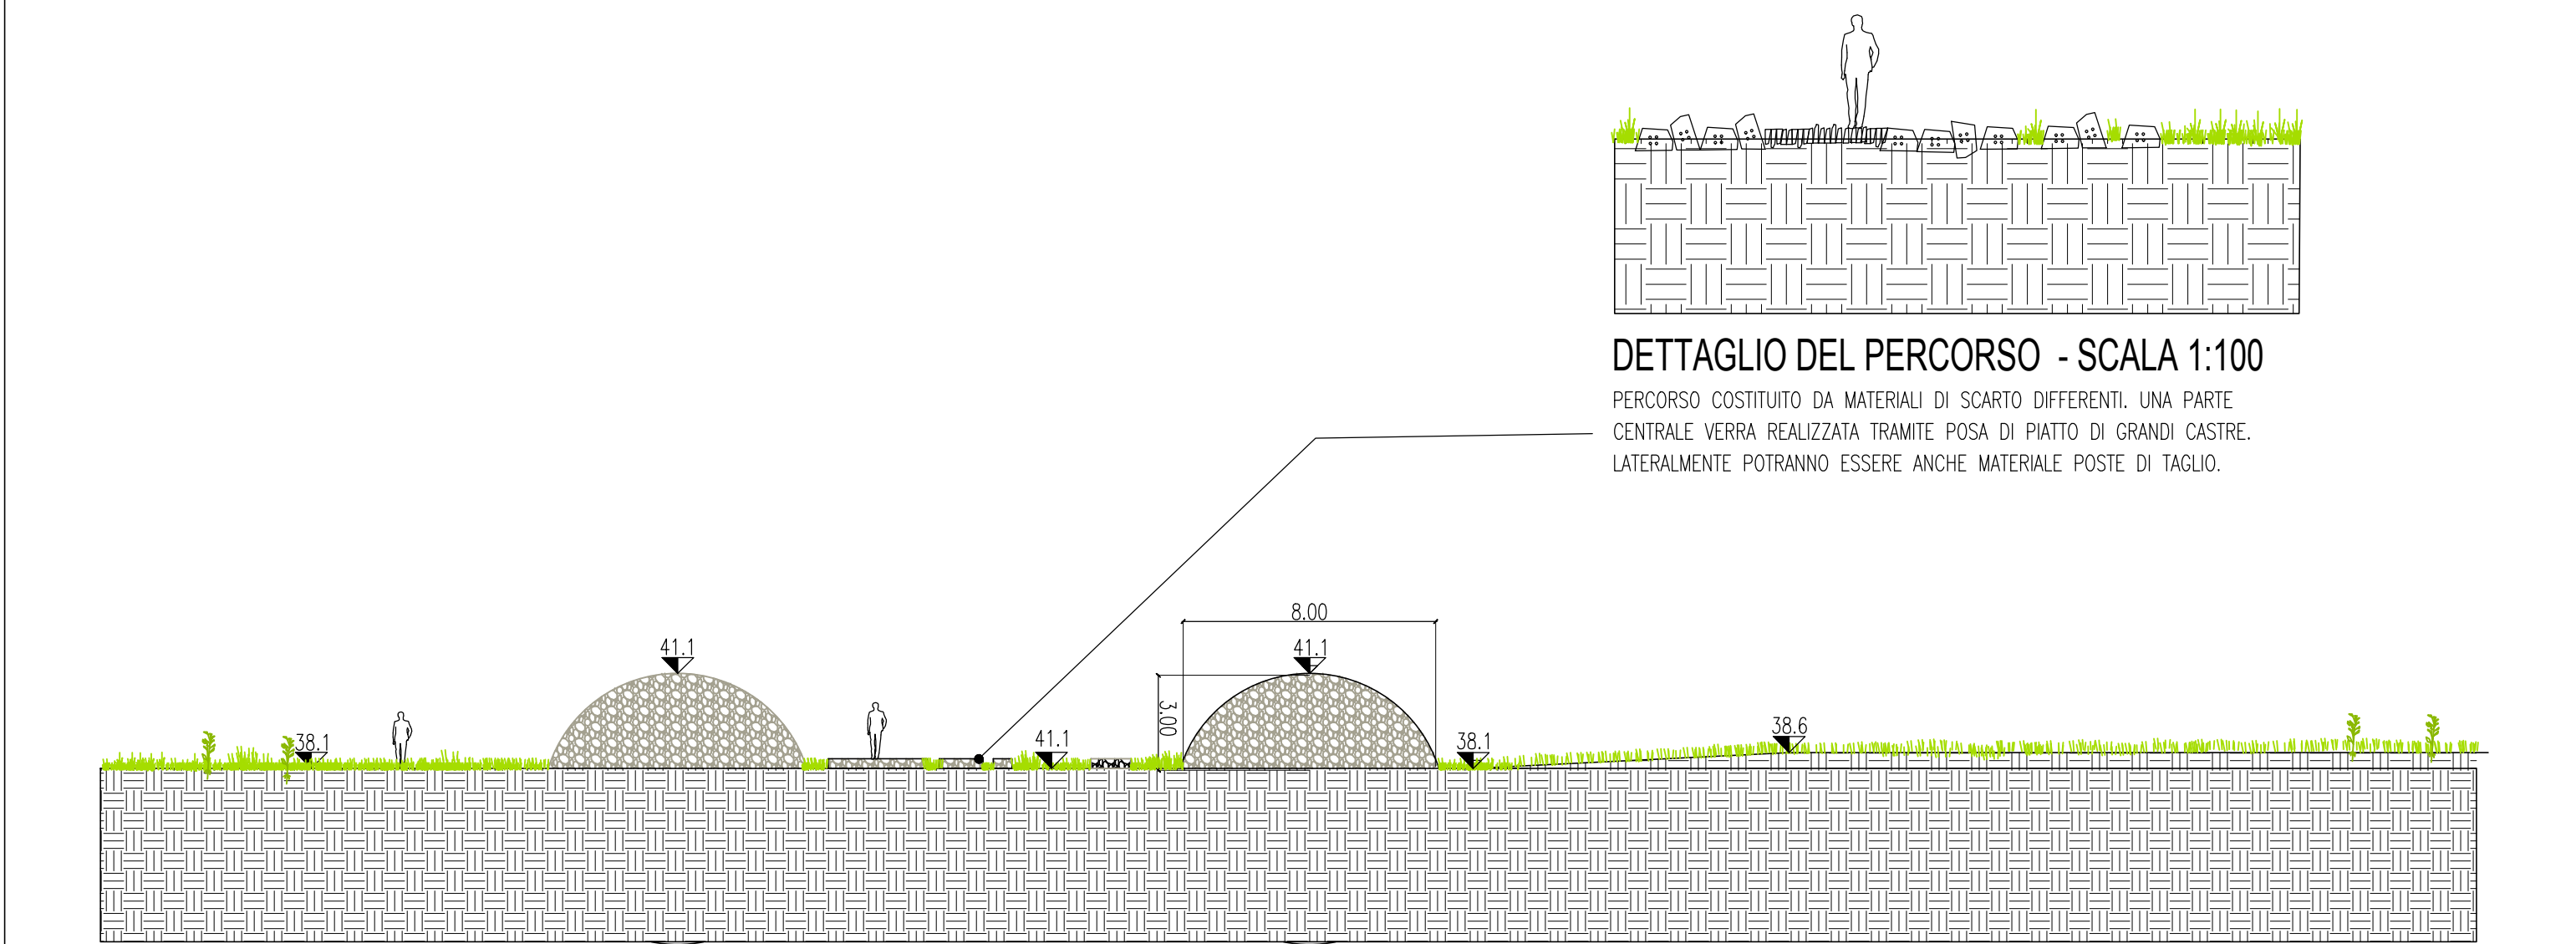 DETTAGLIO DEL PERCORSO - SCALA 1:100
PERCORSO COSTITUITO DA MATERIALI DI SCARTO DIFFERENTI. UNA PARTE
CENTRALE VERRA REALIZZATA TRAMITE POSA DI PIATTO DI GRANDI CASTRE.
LATERALMENTE POTRANNO ESSERE ANCHE MATERIALE POSTE DI TAGLIO.
8.00
41.1
41.1
3.00
38.1
41.1
38.1
38.6